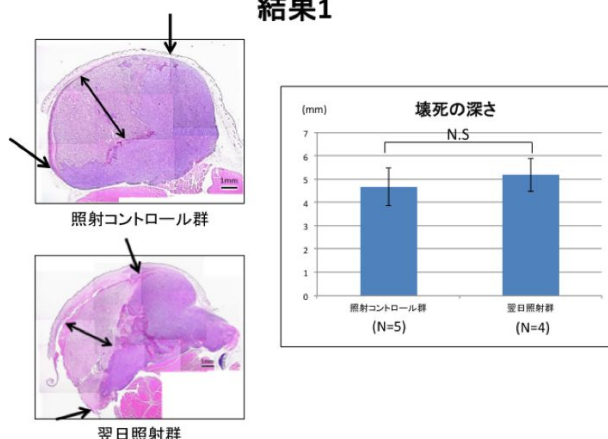 結果1
1mm
照射コントロール群
5mm
翌日照射群
(mm)
壊死の深さ
N.S
7
6
5
4
3
2
1
0
照射コントロール群
翌日照射群
(N=5)
(N=4)